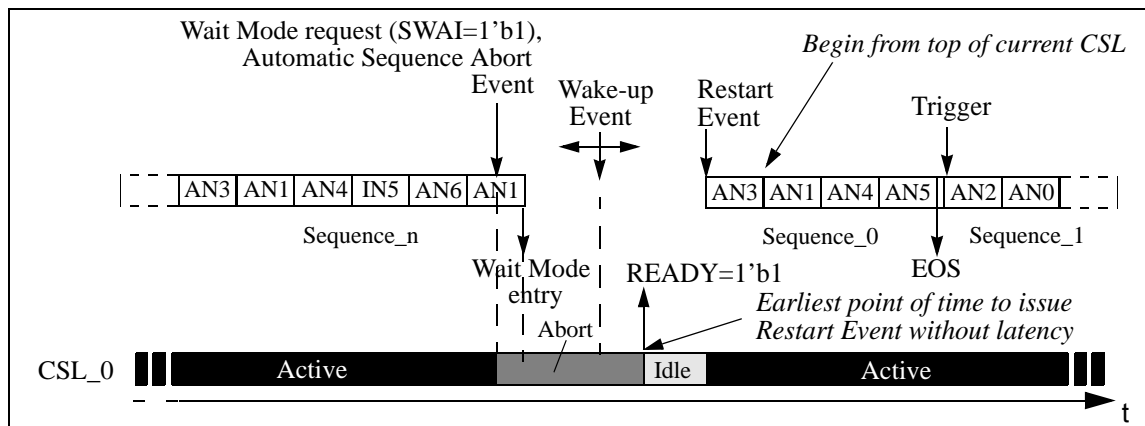 Wait Mode request (SWAI=1’b1),
Automatic Sequence Abort
Event
Wake-up
Event
Restart
Event
Begin from top of current CSL
Trigger
AN3 AN1 AN4 IN5 AN6 AN1
AN3 AN1 AN4 AN5 AN2 AN0
Sequence_n
Sequence_0
Sequence_1
Wait Mode
entry
READY=1’b1
EOS
Earliest point of time to issue
Restart Event without latency
Abort
CSL_0
Active
Idle
Active
t